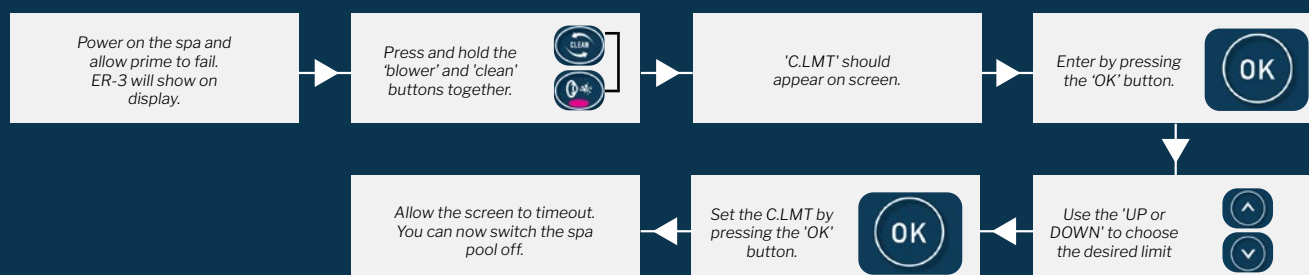 Power on the spa and
allow prime to fail.
ER-3 will show on
display.
Press and hold the
‘blower’ and 'clean'
buttons together.
CLEAN
'C.LMT' should
appear on screen.
Enter by pressing
the ‘OK’ button.
OK
Use the 'UP or
DOWN' to choose
the desired limit
Set the C.LMT by
pressing the 'OK'
button.
OK
Allow the screen to timeout.
You can now switch the spa
pool off.